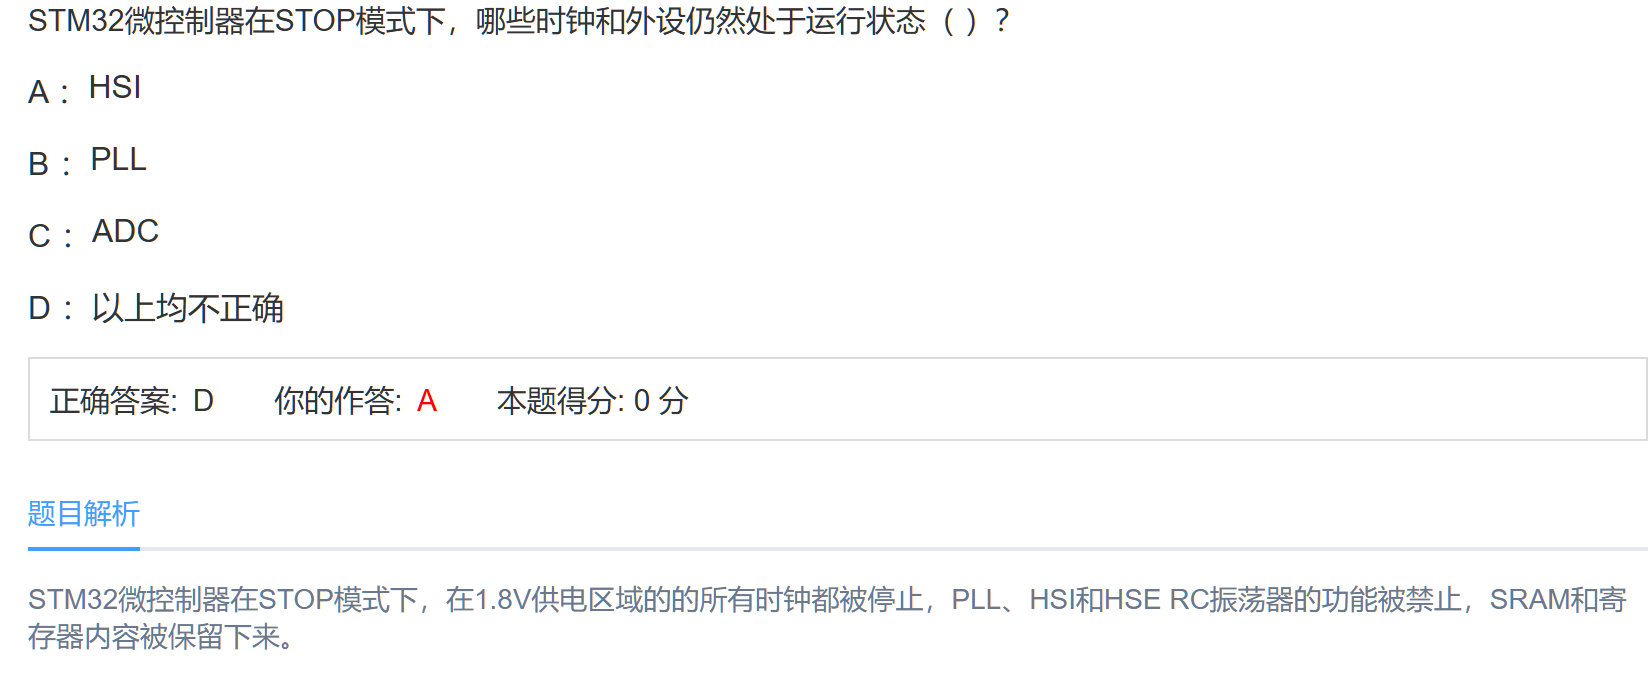 STM32微控制器在STOP模式下，哪些时钟和外设仍然处于运行状态（ ）？
A： HSI
B： PLL
C： ADC
D： 以上均不正确
正确答案: D 你的作答: A 本题得分: 0 分
题目解析
STM32微控制器在STOP模式下，在1.8V供电区域的的所有时钟都被停止，PLL、HSI和HSE RC振荡器的功能被禁止，SRAM和寄
存器内容被保留下来。